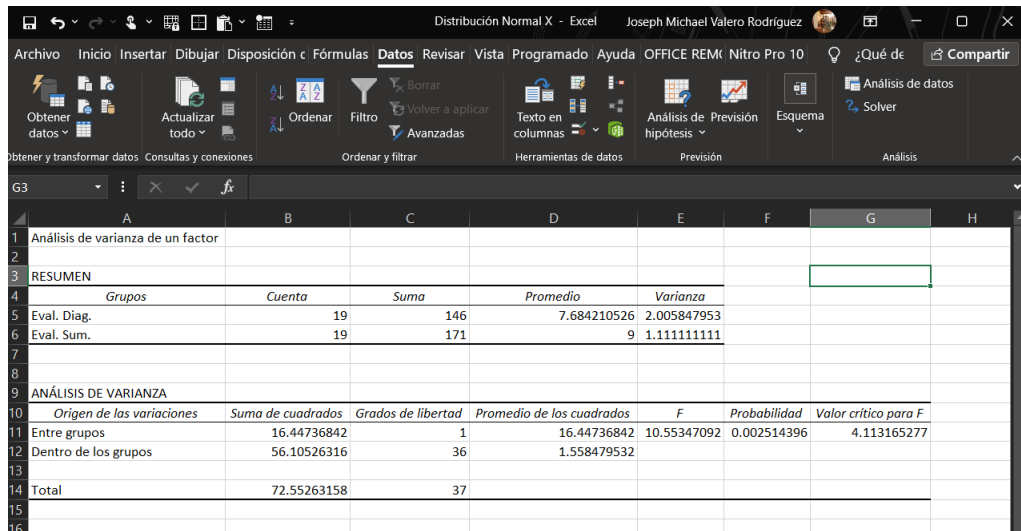 Distribución Normal X - Excel Joseph Michael Valero Rodríguez
Archivo Inicio Insertar Dibujar Disposición c Fórmulas Datos Revisar Vista Programado Ayuda OFFICE REM Nitro Pro 10 ¿Qué de Compartir
Obtener datos
Actualizar todo
Ordenar
Filtro
Borrar
Volver a aplicar
Avanzadas
Texto en columnas
Análisis de hipótesis
Previsión
Esquema
Análisis de datos
Solver
Obtener y transformar datos Consultas y conexiones Ordenar y filtrar Herramientas de datos Previsión Análisis
G3 fx
A B C D E F G H
1 Análisis de varianza de un factor
2
3 RESUMEN
4 Grupos Cuenta Suma Promedio Varianza
5 Eval. Diag. 19 146 7.684210526 2.005847953
6 Eval. Sum. 19 171 9 1.111111111
7
8
9 ANÁLISIS DE VARIANZA
10 Origen de las variaciones Suma de cuadrados Grados de libertad Promedio de los cuadrados F Probabilidad Valor crítico para F
11 Entre grupos 16.44736842 1 16.44736842 10.55347092 0.002514396 4.113165277
12 Dentro de los grupos 56.10526316 36 1.558479532
13
14 Total 72.55263158 37
15
16